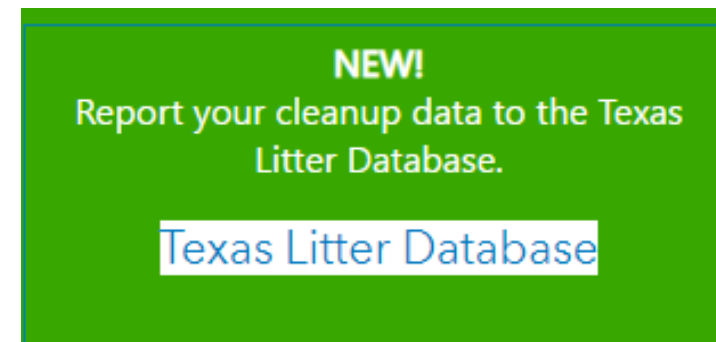 NEW!
Report your cleanup data to the Texas
Litter Database.
Texas Litter Database